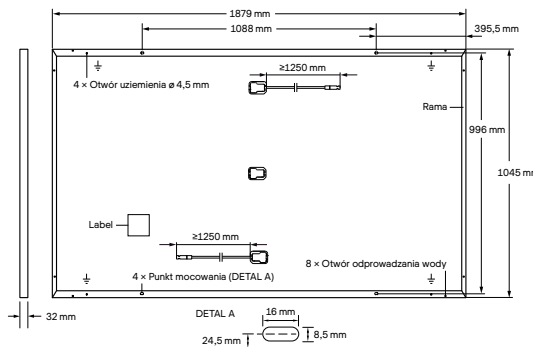 1879 mm
1088 mm
395,5 mm
≥1250 mm
4 × Otwór uziemienia ø 4,5 mm
Rama
996 mm
1045 mm
Label
≥1250 mm
8 × Otwór odprowadzania wody
4 × Punkt mocowania (DETAL A)
32 mm
DETAL A
16 mm
24,5 mm
8,5 mm